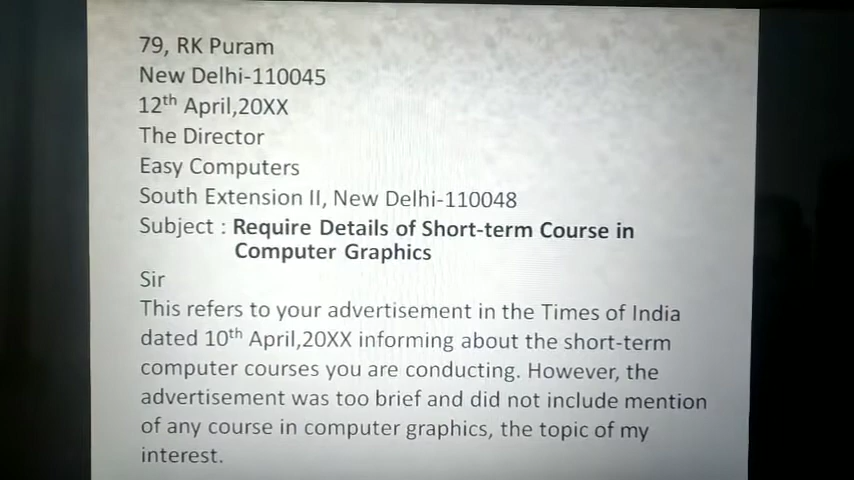 79, RK Puram
New Delhi-110045
12th April,20XX
The Director
Easy Computers
South Extension II, New Delhi-110048
Subject : Require Details of Short-term Course in
Computer Graphics
Sir
This refers to your advertisement in the Times of India
dated 10th April,20XX informing about the short-term
computer courses you are conducting. However, the
advertisement was too brief and did not include mention
of any course in computer graphics, the topic of my
interest.